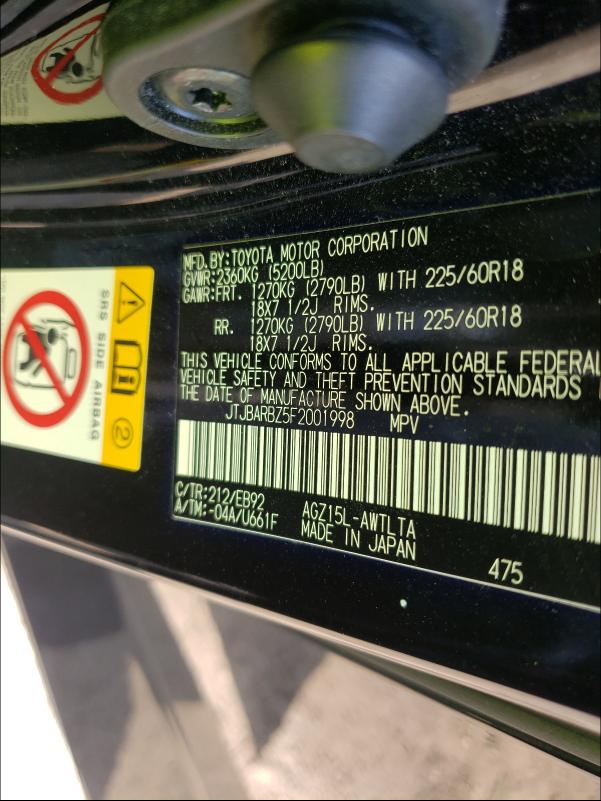 MFD.BY:TOYOTA MOTOR CORPORATION
GVWR:2360KG (5200LB)
GAWR:FRT. 1270KG (2790LB) WITH 225/60R18
18X7 1/2J RIMS.
RR. 1270KG (2790LB) WITH 225/60R18
18X7 1/2J RIMS.
THIS VEHICLE CONFORMS TO ALL APPLICABLE FEDERAL
VEHICLE SAFETY AND THEFT PREVENTION STANDARDS
THE DATE OF MANUFACTURE SHOWN ABOVE.
JTJBARBZ5F2001998 MPV
C/TR:212/EB92 AGZ15L-AWTLTA
A/TM:-04A/U661F MADE IN JAPAN
475
SRS SIDE AIRBAG
2